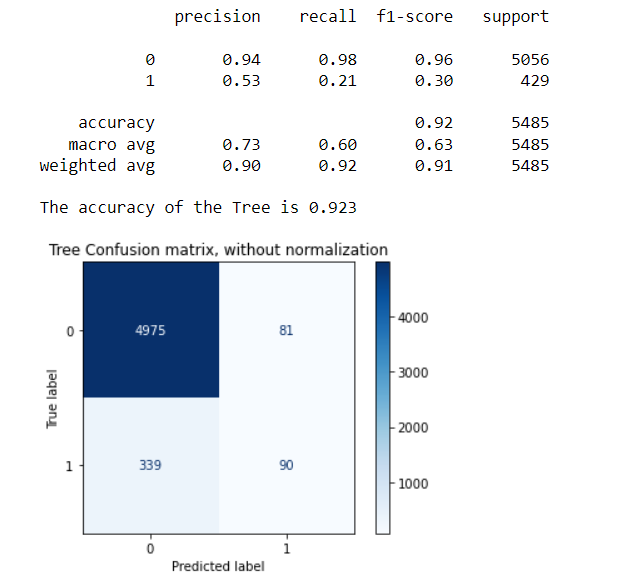 precision recall f1-score support
0 0.94 0.98 0.96 5056
1 0.53 0.21 0.30 429
accuracy 0.92 5485
macro avg 0.73 0.60 0.63 5485
weighted avg 0.90 0.92 0.91 5485
The accuracy of the Tree is 0.923
Tree Confusion matrix, without normalization
True label
0 4975 81
1 339 90
0 1
Predicted label
4000
3000
2000
1000